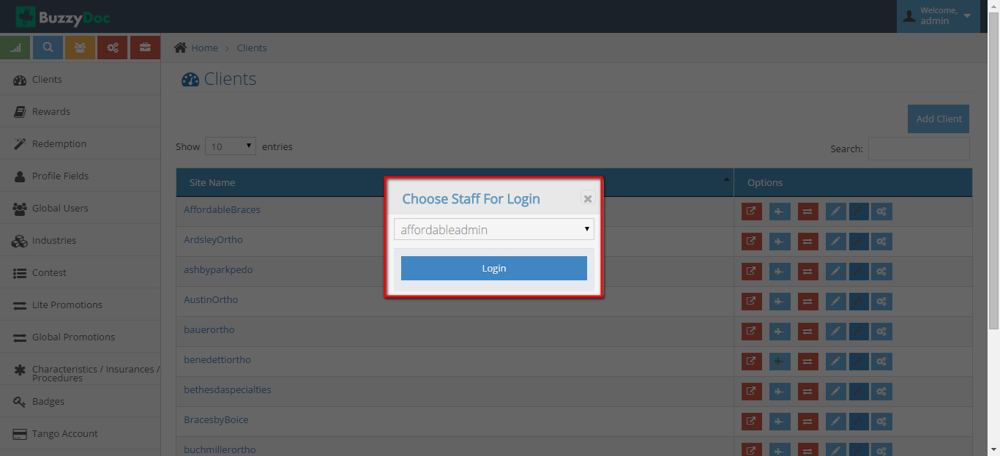 BuzzyDoc
Welcome,
admin
Home > Clients
Clients
Clients
Rewards
Redemption
Profile Fields
Global Users
Industries
Contest
Lite Promotions
Global Promotions
Characteristics / Insurances /
Procedures
Badges
Tango Account
Add Client
Show 10 entries
Search:
Site Name
Options
AffordableBraces
ArdsleyOrtho
ashbyparkpedo
AustinOrtho
bauerortho
benedettiortho
bethesdaspecialties
BracesbyBoice
buchmillerortho
Choose Staff For Login
affordableadmin
Login